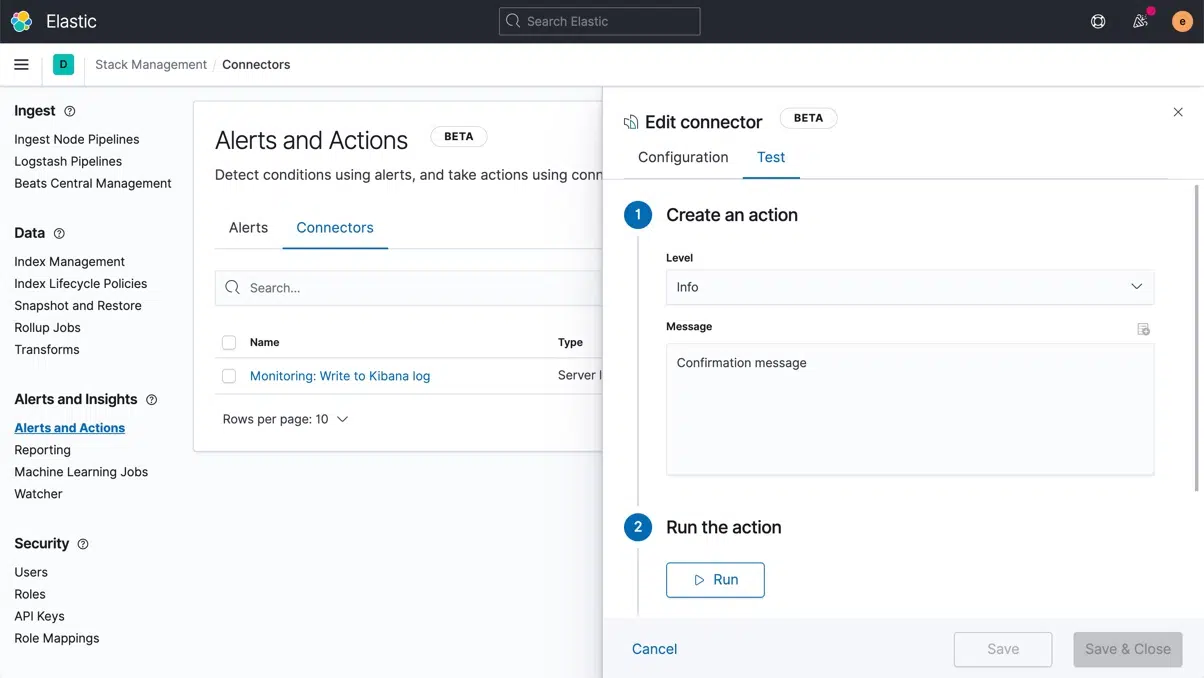 Elastic
Search Elastic
e
D
Stack Management / Connectors
Ingest
Ingest Node Pipelines
Logstash Pipelines
Beats Central Management
Data
Index Management
Index Lifecycle Policies
Snapshot and Restore
Rollup Jobs
Transforms
Alerts and Insights
Alerts and Actions
Reporting
Machine Learning Jobs
Watcher
Security
Users
Roles
API Keys
Role Mappings
Alerts and Actions BETA
Detect conditions using alerts, and take actions using conn
Alerts Connectors
Search...
Name Type
Monitoring: Write to Kibana log Server l
Rows per page: 10
Edit connector BETA
Configuration Test
1 Create an action
Level
Info
Message
Confirmation message
2 Run the action
Run
Cancel Save Save & Close